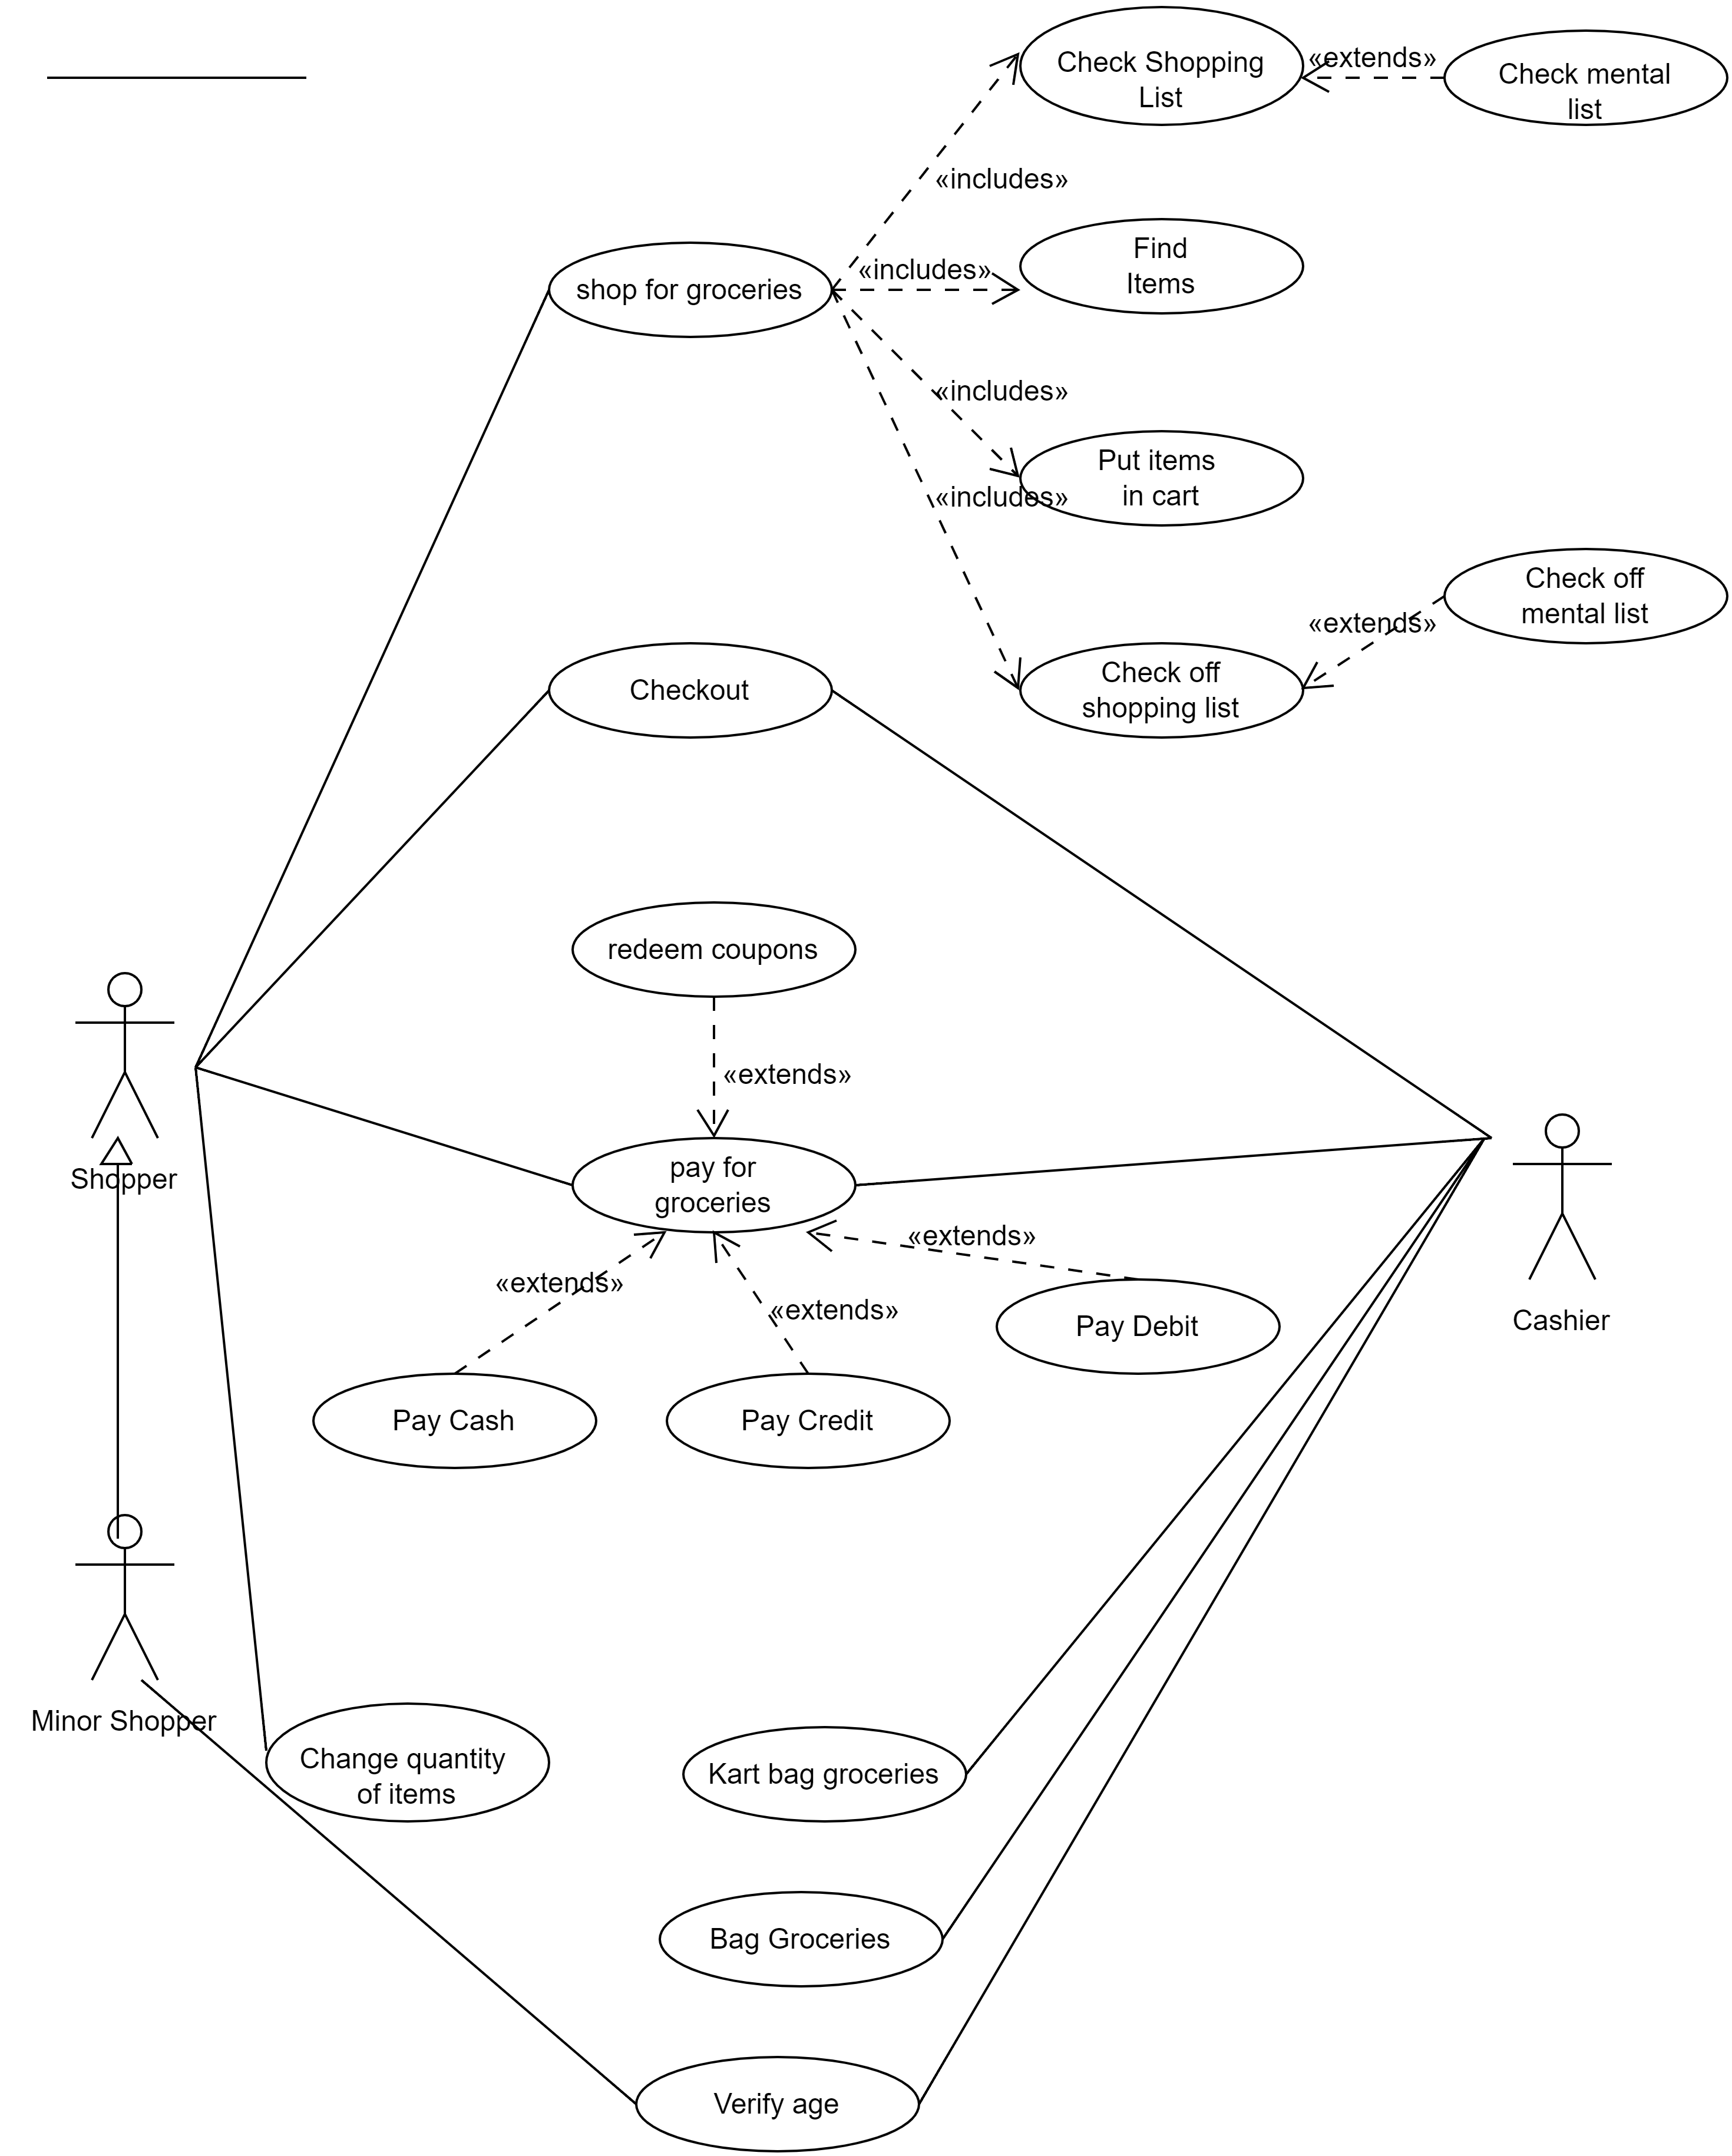 Check Shopping
List
«extends»
Check mental
list
«includes»
Find
Items
«includes»
shop for groceries
«includes»
Put items
in cart
«includes»
Check off
mental list
«extends»
Check off
shopping list
Checkout
redeem coupons
«extends»
Shopper
pay for
groceries
«extends»
«extends»
«extends»
Pay Debit
Cashier
Pay Cash
Pay Credit
Minor Shopper
Change quantity
of items
Kart bag groceries
Bag Groceries
Verify age